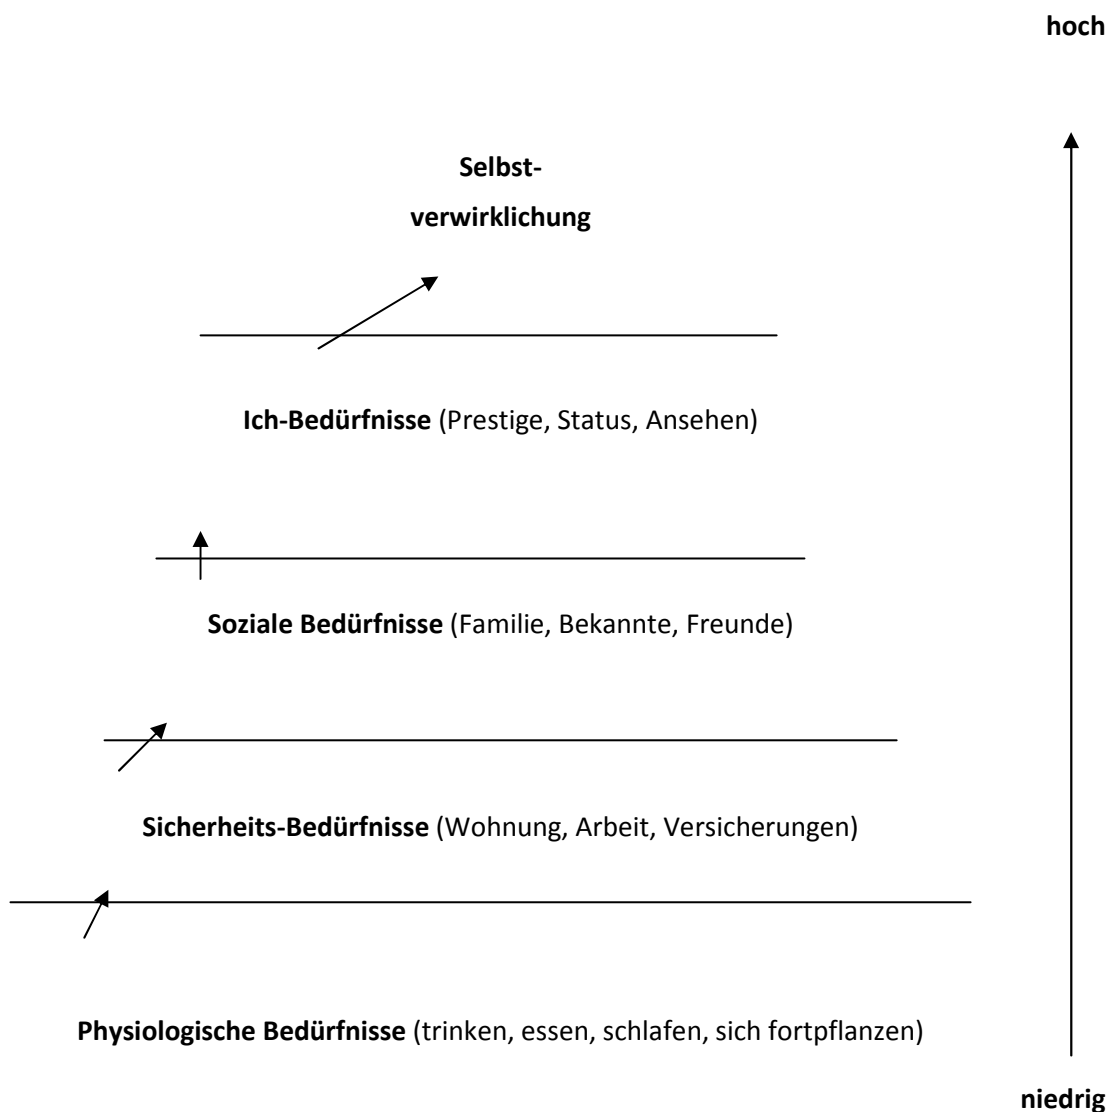 hoch
Selbst-
verwirklichung
Ich-Bedürfnisse (Prestige, Status, Ansehen)
Soziale Bedürfnisse (Familie, Bekannte, Freunde)
Sicherheits-Bedürfnisse (Wohnung, Arbeit, Versicherungen)
Physiologische Bedürfnisse (trinken, essen, schlafen, sich fortpflanzen)
niedrig